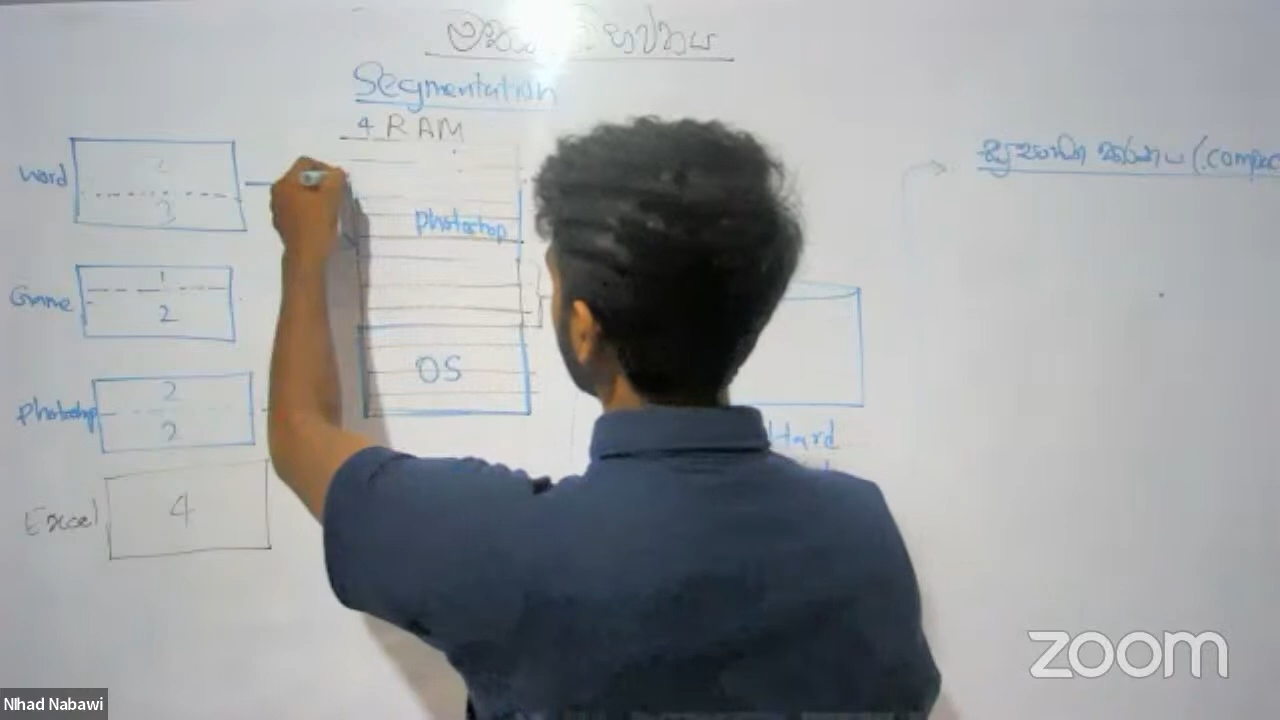 Segmentation
4 RAM
word
3
photoshop
Game
1
2
OS
photoshop
2
2
Excel
4
Hard
(compac
zoom
NIhad Nabawi